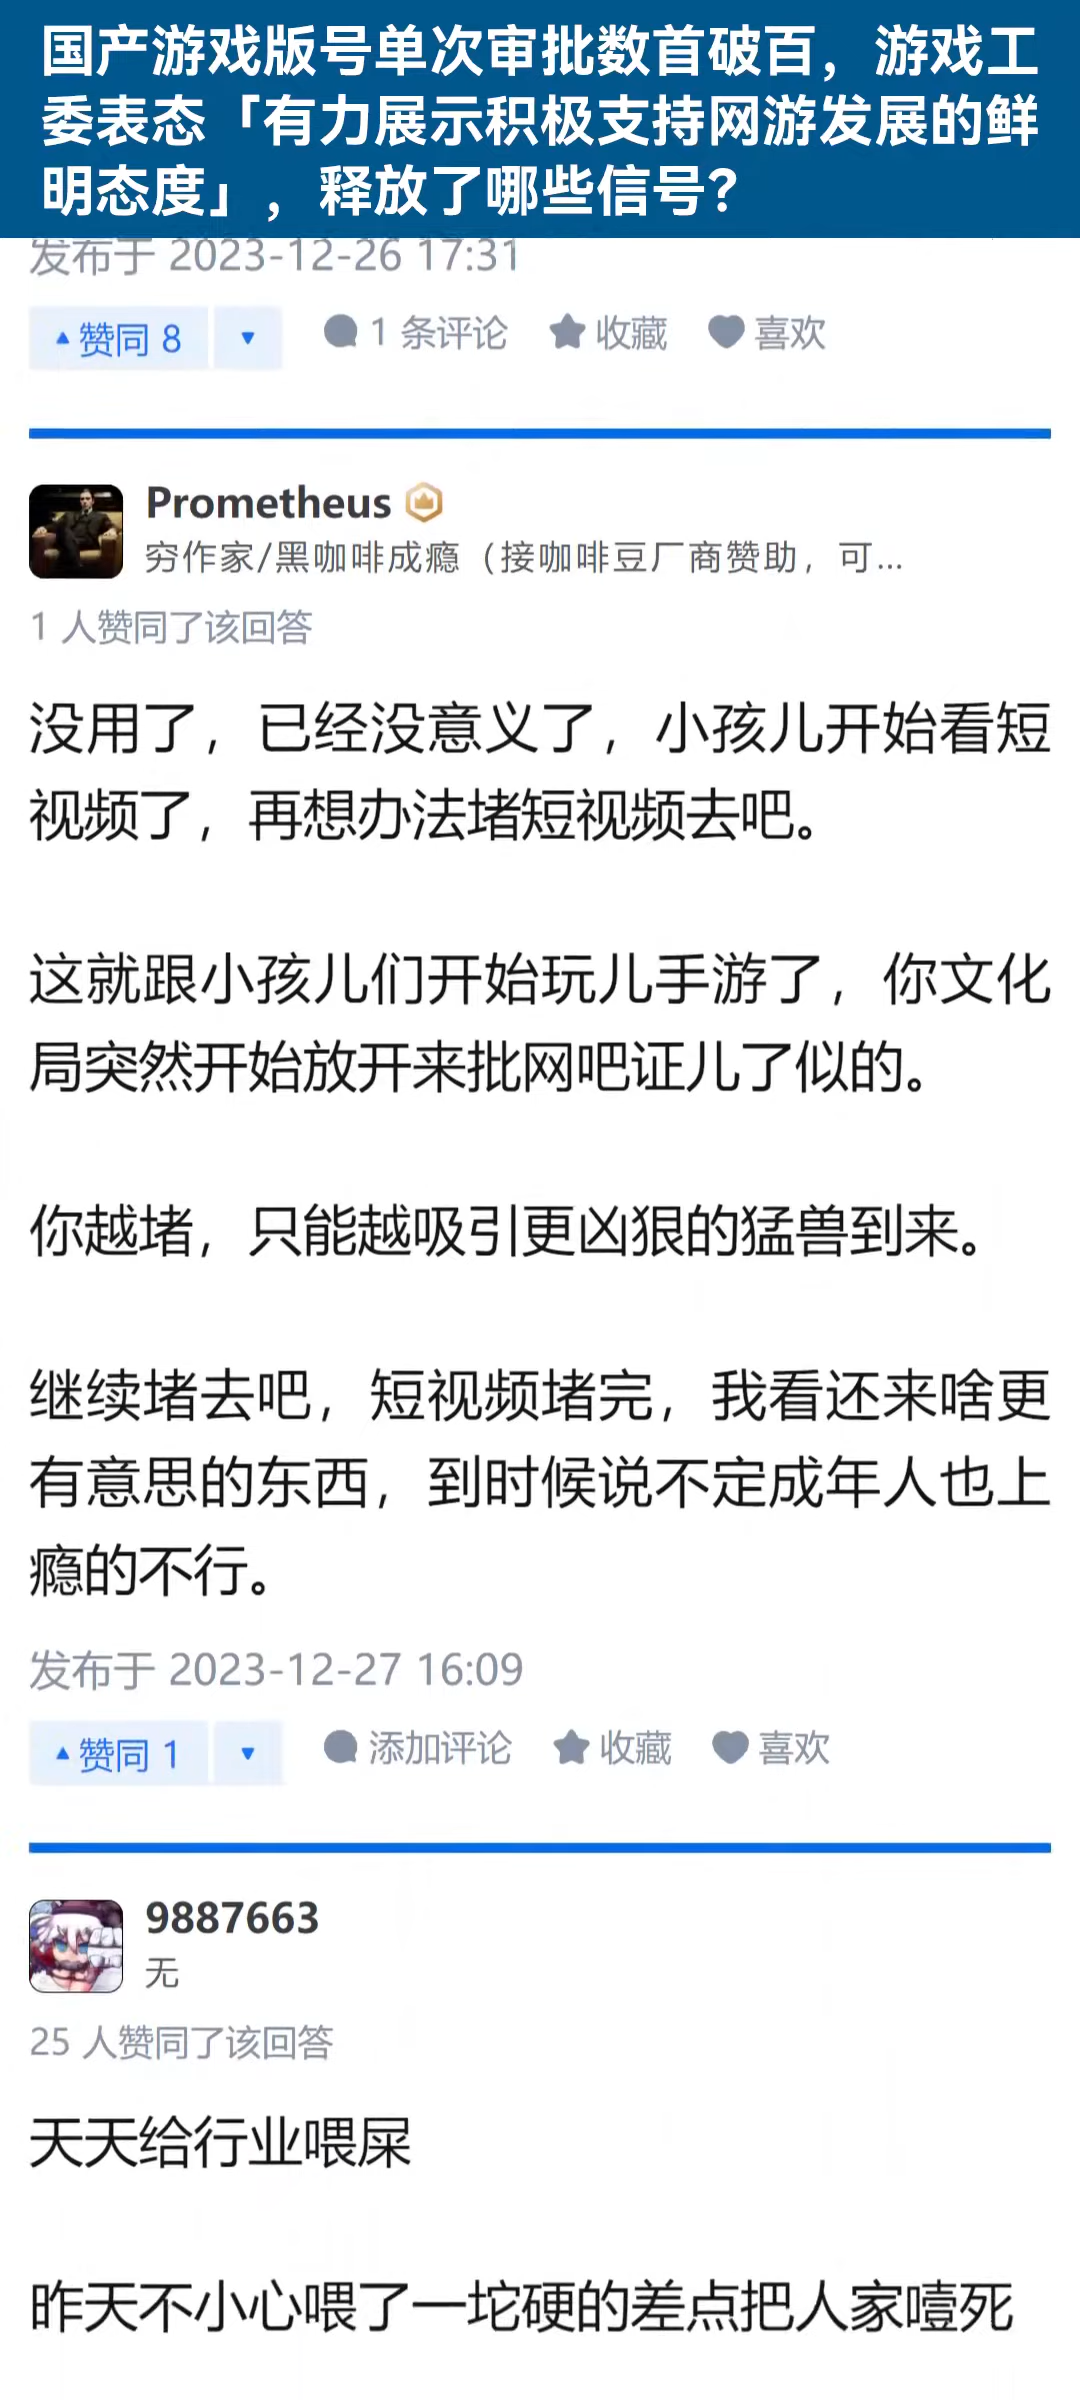 国产游戏版号单次审批数首破百，游戏工
委表态「有力展示积极支持网游发展的鲜
明态度」，释放了哪些信号？
发布于 2023-12-26 17:31
赞同 8
1 条评论
收藏
喜欢
Prometheus
穷作家/黑咖啡成瘾（接咖啡豆厂商赞助，可...
1 人赞同了该回答
没用了，已经没意义了，小孩儿开始看短
视频了，再想办法堵短视频去吧。
这就跟小孩儿们开始玩儿手游了，你文化
局突然开始放开来批网吧证儿了似的。
你越堵，只能越吸引更凶狠的猛兽到来。
继续堵去吧，短视频堵完，我看还来啥更
有意思的东西，到时候说不定成年人也上
瘾的不行。
发布于 2023-12-27 16:09
赞同 1
添加评论
收藏
喜欢
9887663
无
25 人赞同了该回答
天天给行业喂屎
昨天不小心喂了一坨硬的差点把人家噎死